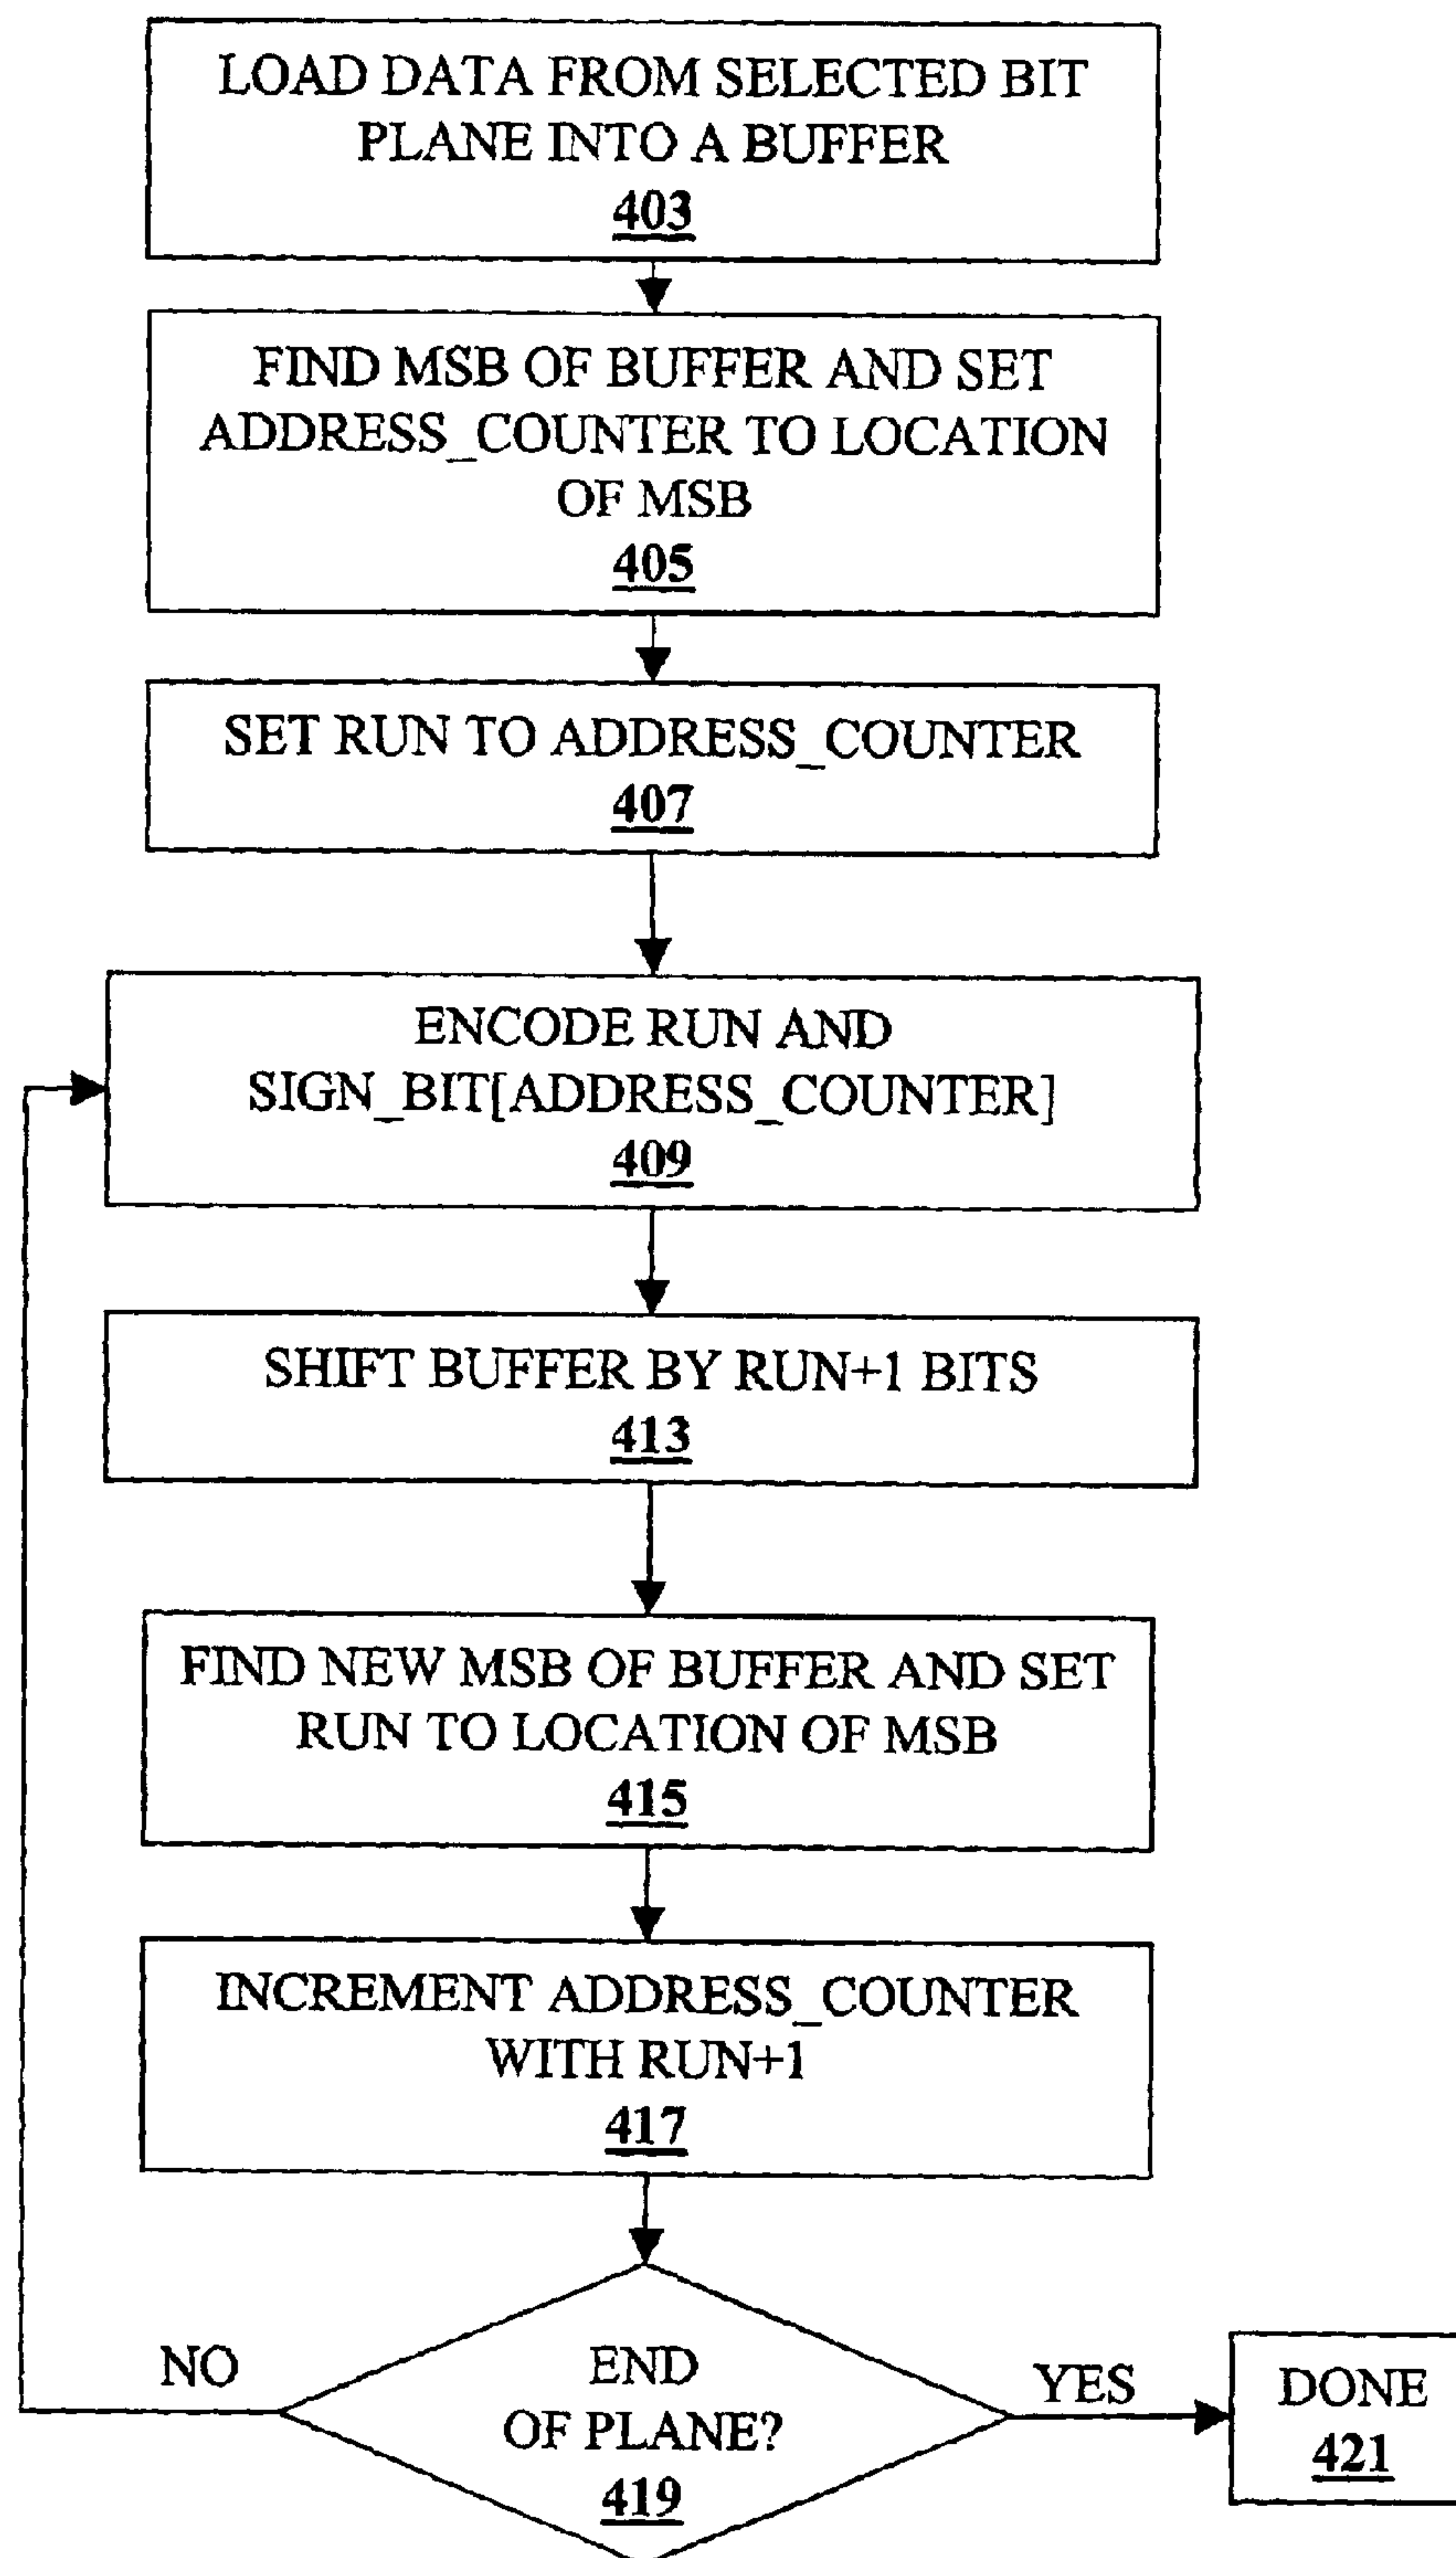 LOAD DATA FROM SELECTED BIT
PLANE INTO A BUFFER
403
FIND MSB OF BUFFER AND SET
ADDRESS_COUNTER TO LOCATION
OF MSB
405
SET RUN TO ADDRESS_COUNTER
407
ENCODE RUN AND
SIGN_BIT[ADDRESS_COUNTER]
409
SHIFT BUFFER BY RUN+1 BITS
413
FIND NEW MSB OF BUFFER AND SET
RUN TO LOCATION OF MSB
415
INCREMENT ADDRESS_COUNTER
WITH RUN+1
417
NO
END
OF PLANE?
419
YES
DONE
421